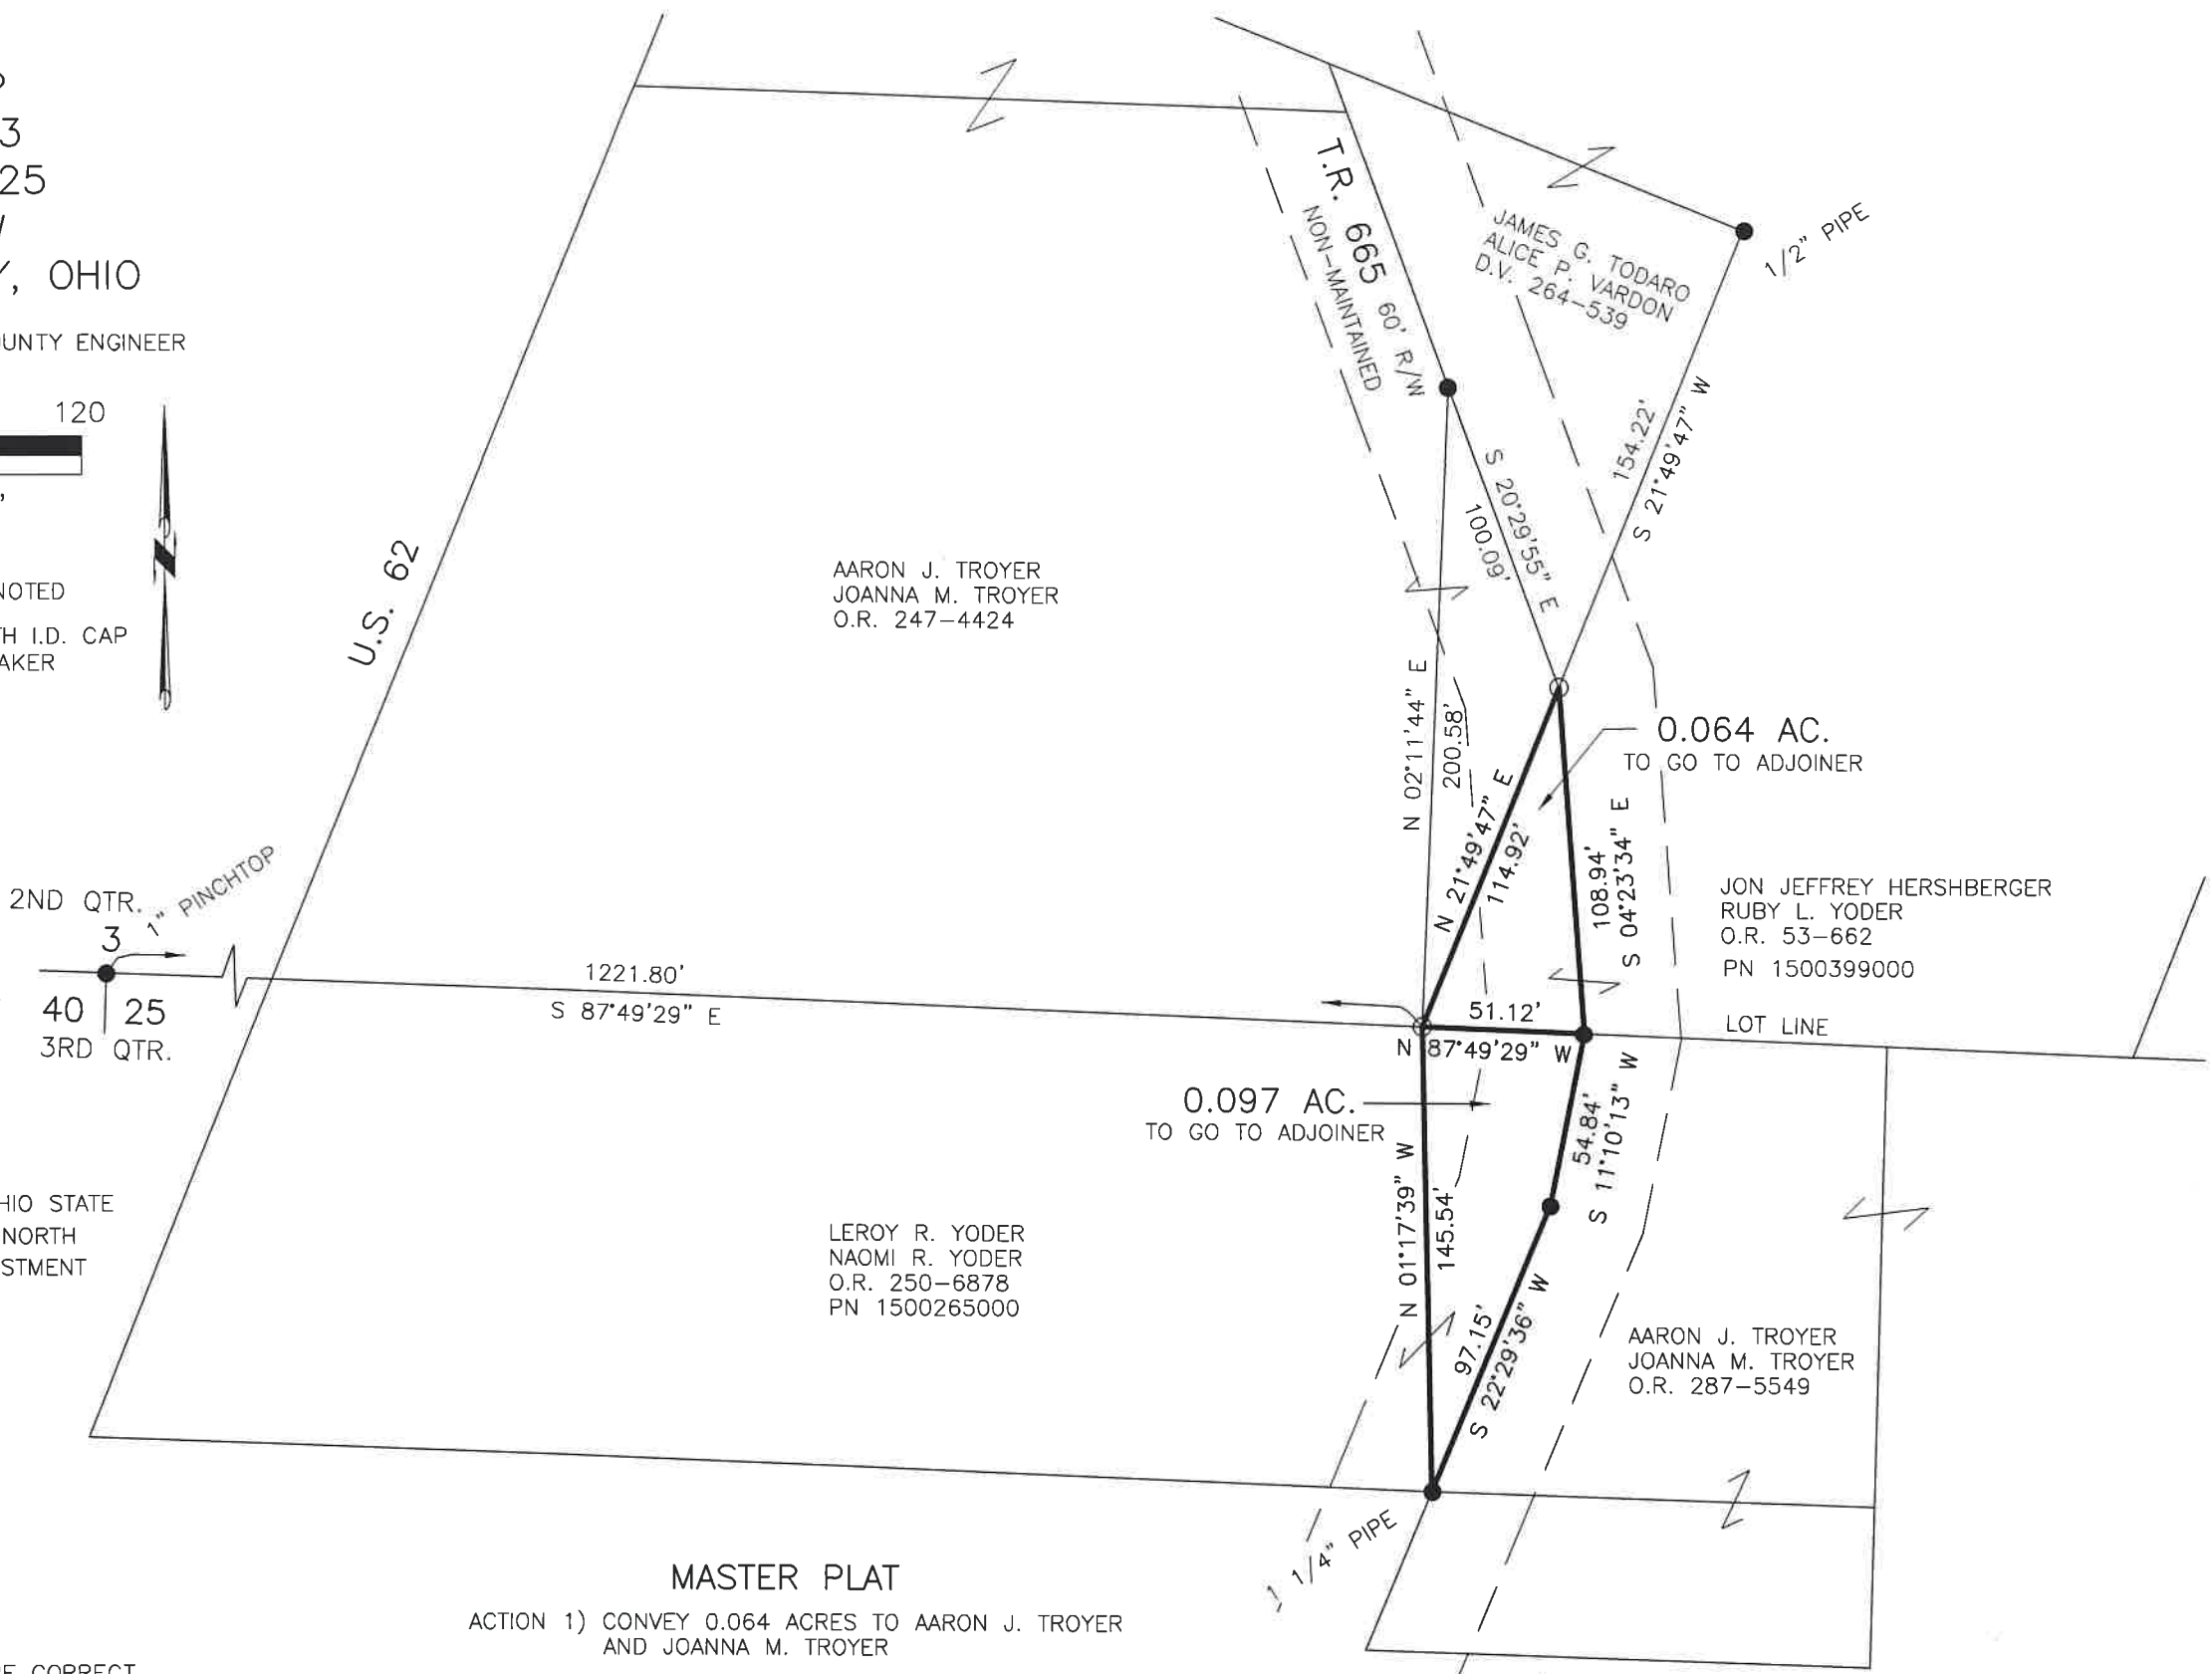 3
25
, OHIO
OUNTY ENGINEER
120
NOTED
TH I.D. CAP
AKER
U.S. 62
T.R. 665 60' R/W
NON-MAINTAINED
JAMES G. TODARO
ALICE P. VARDON
D.V. 264-539
1/2" PIPE
154.22'
S 21°49'47" W
S 20°29'55" E
100.09'
AARON J. TROYER
JOANNA M. TROYER
O.R. 247-4424
N 02°11'44" E
200.58'
N 21°49'47" E
114.92'
0.064 AC.
TO GO TO ADJOINER
108.94'
S 04°23'34" E
JON JEFFREY HERSHBERGER
RUBY L. YODER
O.R. 53-662
PN 1500399000
2ND QTR.
3
1" PINCHTOP
40 25
3RD QTR.
1221.80'
S 87°49'29" E
51.12'
N 87°49'29" W
LOT LINE
0.097 AC.
TO GO TO ADJOINER
54.84'
S 11°10'13" W
N 01°17'39" W
145.54'
97.15'
S 22°29'36" W
HIO STATE
NORTH
STMENT
LEROY R. YODER
NAOMI R. YODER
O.R. 250-6878
PN 1500265000
AARON J. TROYER
JOANNA M. TROYER
O.R. 287-5549
1 1/4" PIPE
MASTER PLAT
ACTION 1) CONVEY 0.064 ACRES TO AARON J. TROYER
AND JOANNA M. TROYER
CORRECT